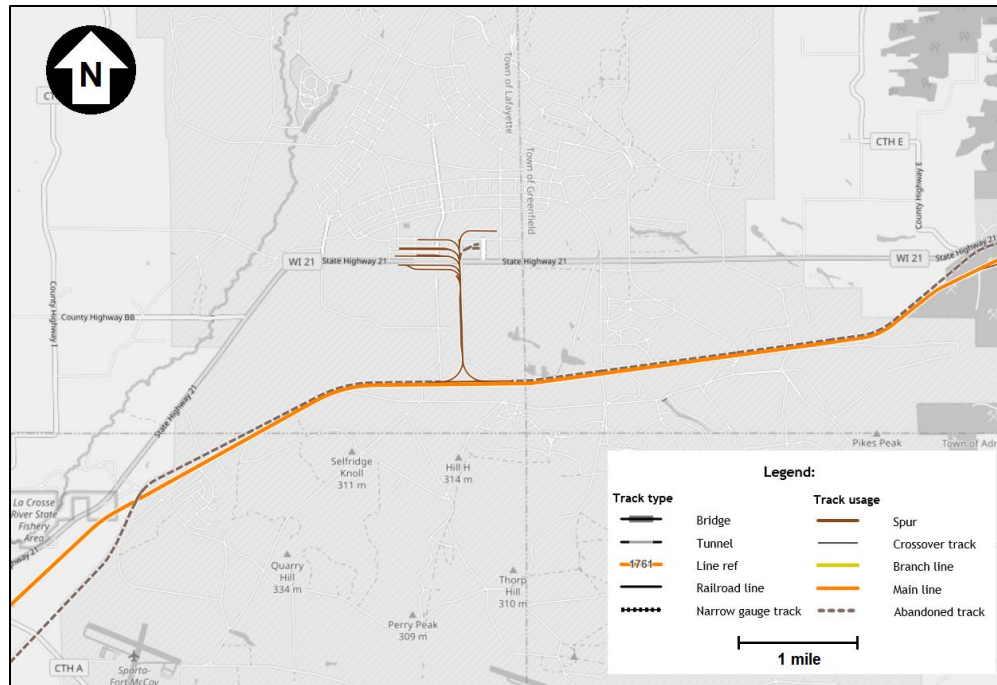 N
Town of Lafayette
Town of Greenfield
CTH E
County Highway E
WI 21
State Highway 21
State Highway 21
WI 21
State Highway 21
County Highway I
County Highway BB
State Highway 21
Selfridge
Knoll
311 m
Hill H
314 m
Pikes Peak
Town of Adr
La Crosse
River State
Fishery
Area
Quarry
Hill
334 m
Thorp
Hill
310 m
Perry Peak
309 m
CTH A
Sparta-
Fort McCoy
Legend:
Track type
Track usage
Bridge
Spur
Tunnel
Crossover track
1761
Line ref
Branch line
Railroad line
Main line
Narrow gauge track
Abandoned track
1 mile